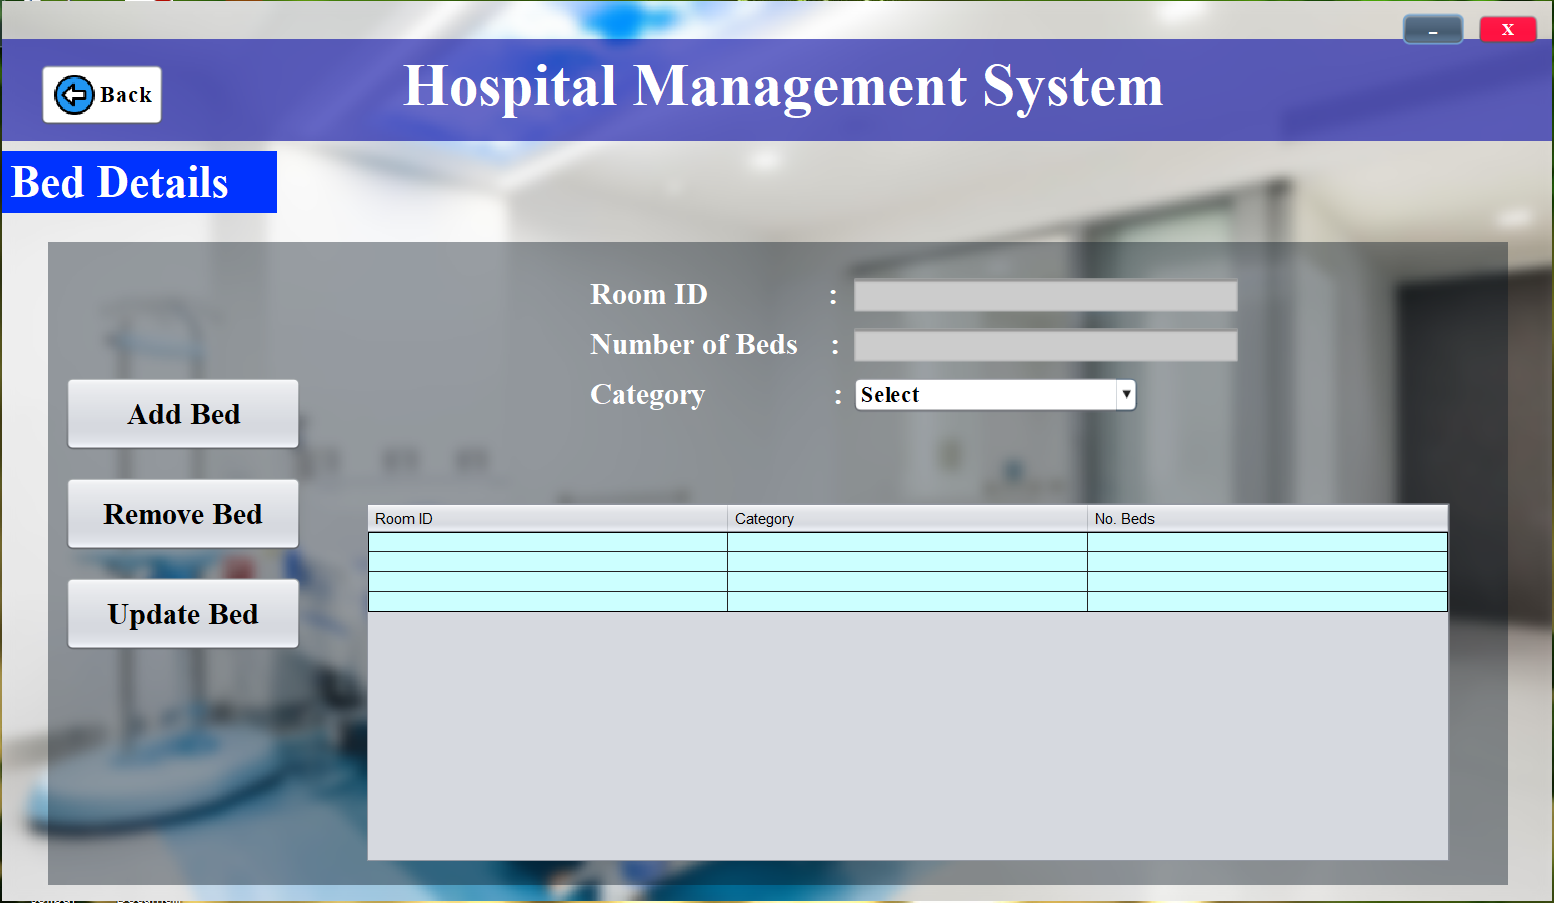 -
X
Back
Hospital Management System
Bed Details
Room ID :
Number of Beds :
Category : Select
Add Bed
Remove Bed
Update Bed
Room ID Category No. Beds